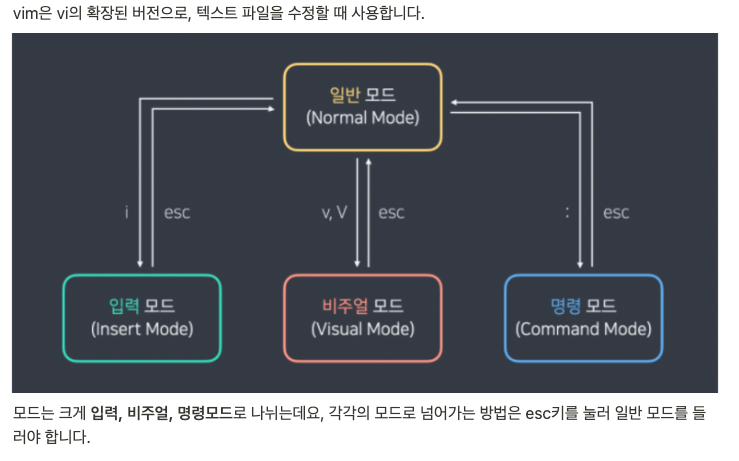 vim은 vi의 확장된 버전으로, 텍스트 파일을 수정할 때 사용합니다.
일반 모드
(Normal Mode)
i
esc
v, V
esc
:
esc
입력 모드
(Insert Mode)
비주얼 모드
(Visual Mode)
명령 모드
(Command Mode)
모드는 크게 입력, 비주얼, 명령모드로 나뉘는데요, 각각의 모드로 넘어가는 방법은 esc키를 눌러 일반 모드를 들
러야 합니다.